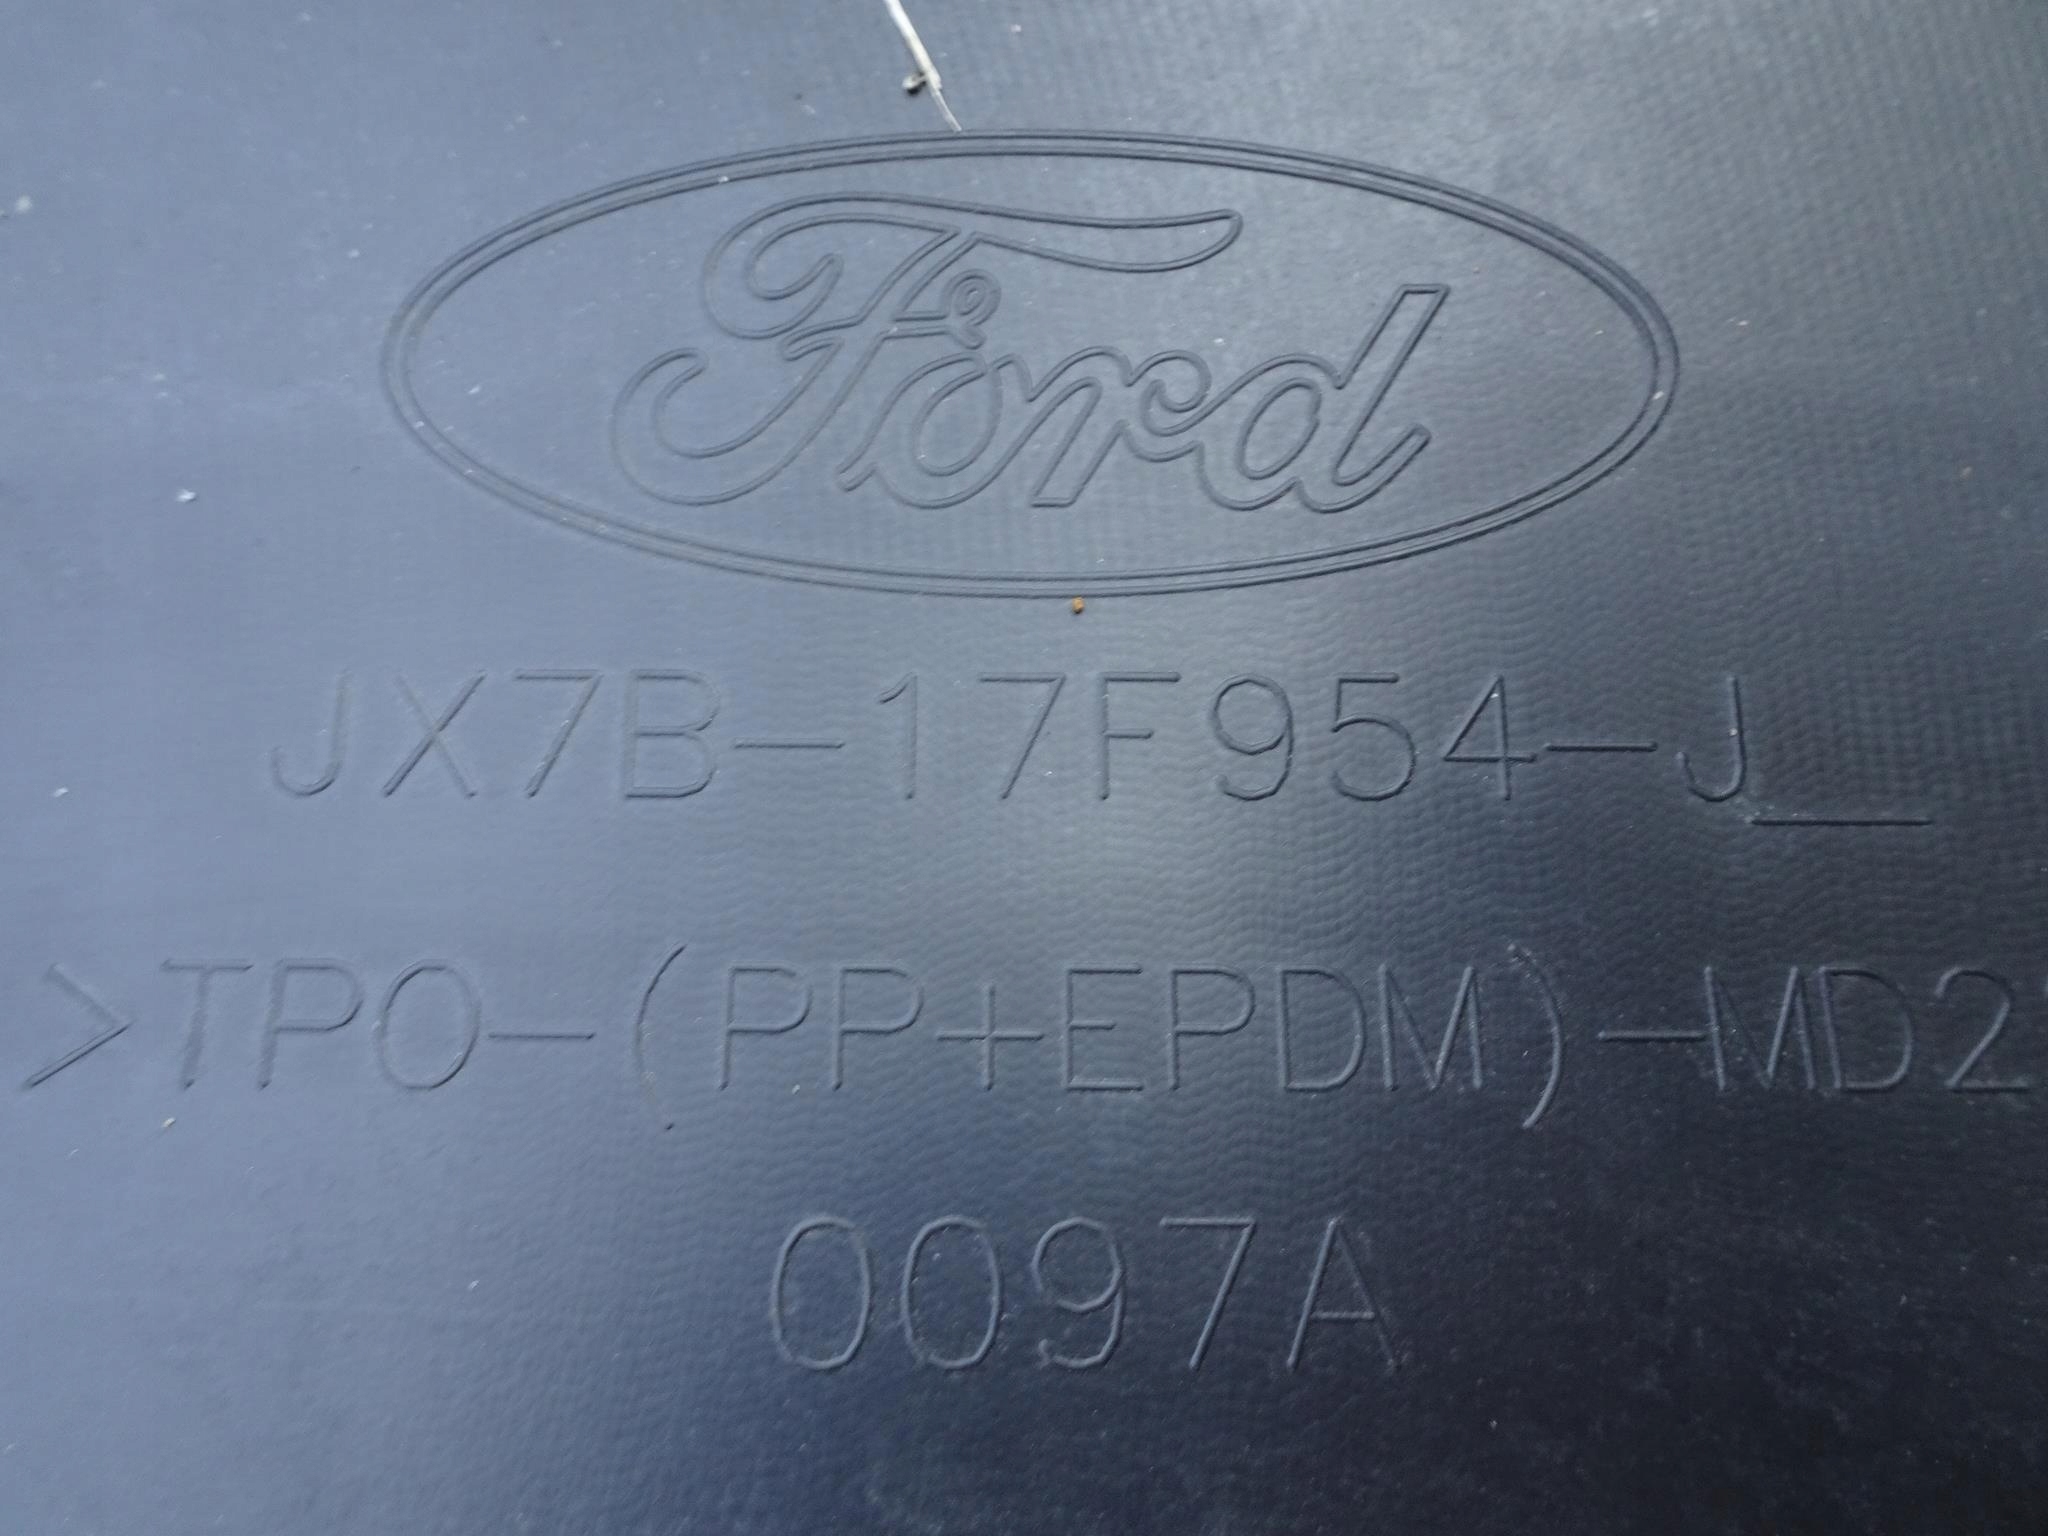 Ford
JX7B-17F954-J__
>TPO-(PP+EPDM)-MD2
0097A